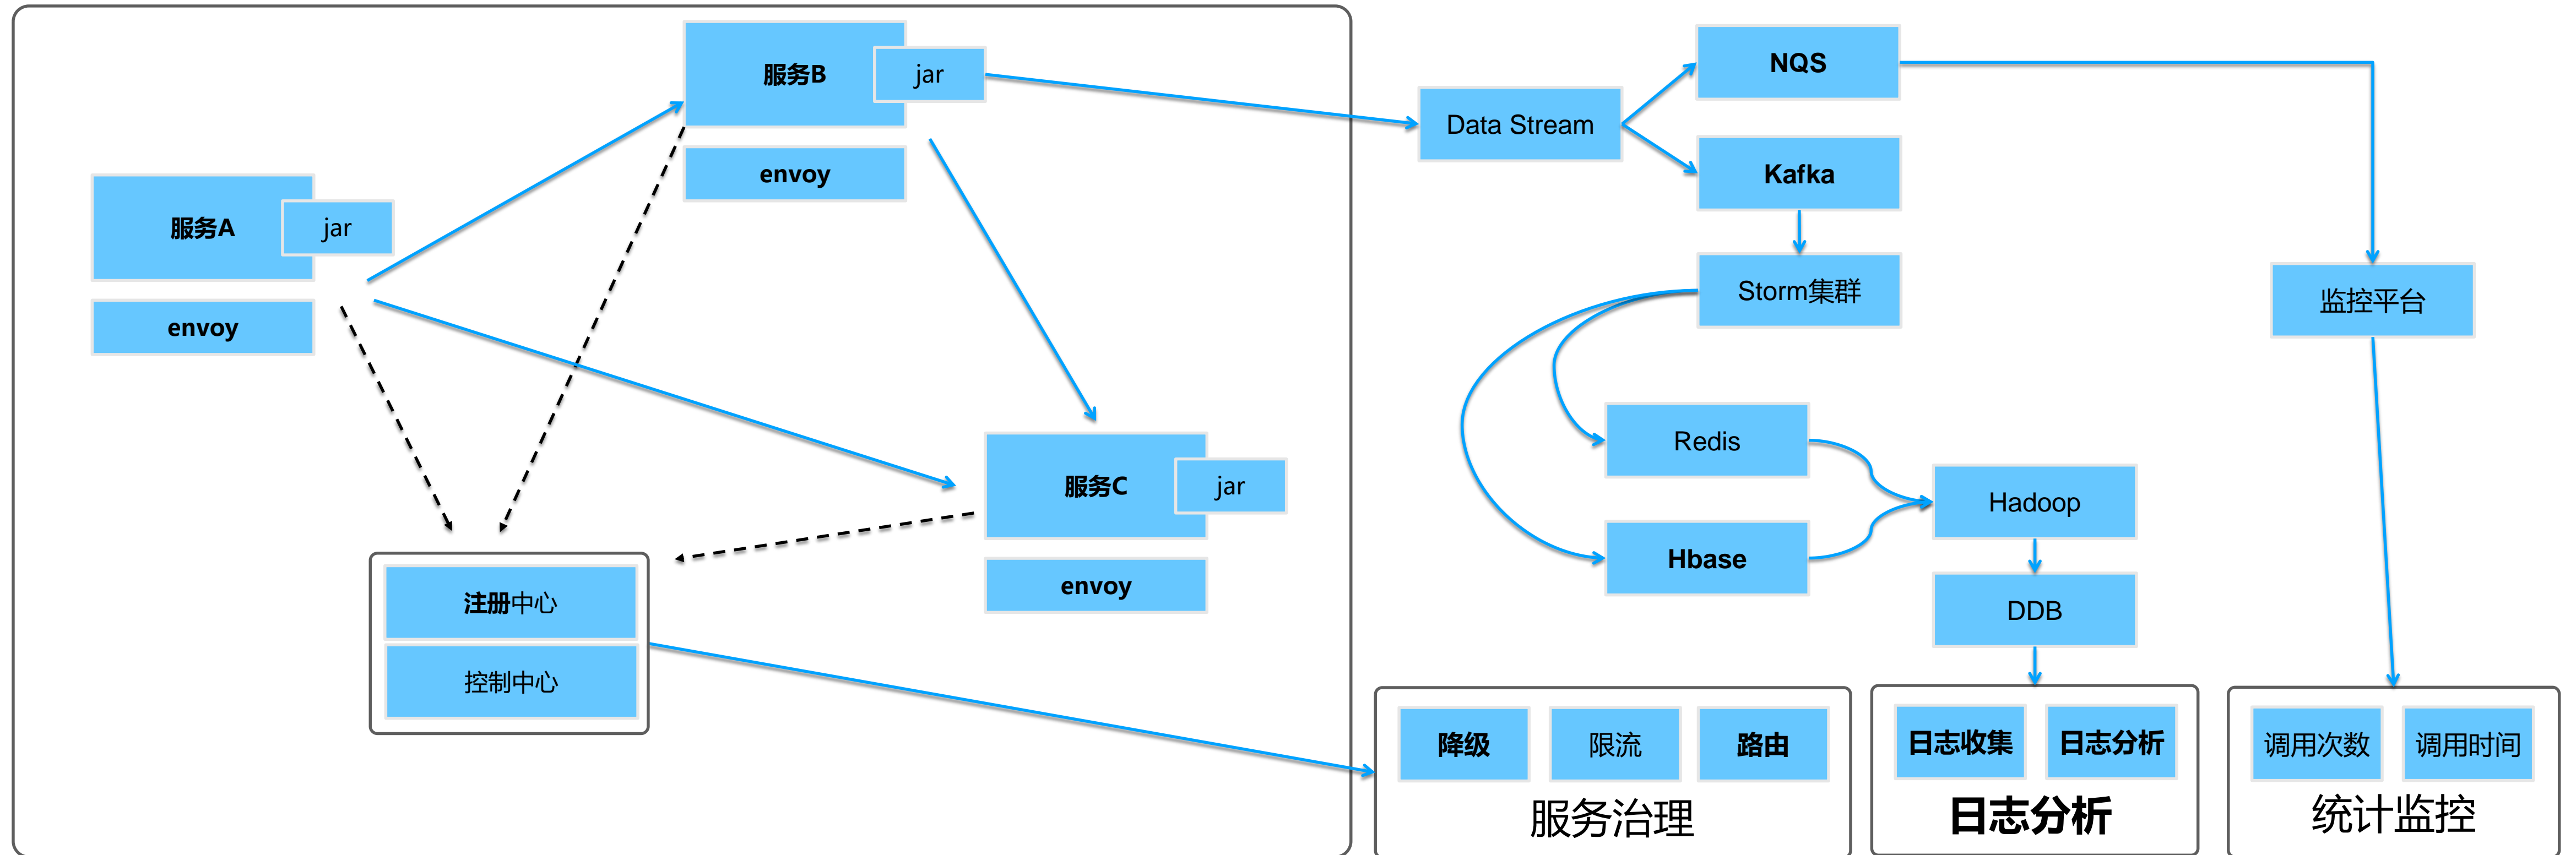 服务B
jar
envoy
服务A
jar
envoy
服务C
jar
envoy
注册中心
控制中心
Data Stream
NQS
Kafka
Storm集群
监控平台
Redis
Hbase
Hadoop
DDB
降级
限流
路由
服务治理
日志收集
日志分析
日志分析
调用次数
调用时间
统计监控